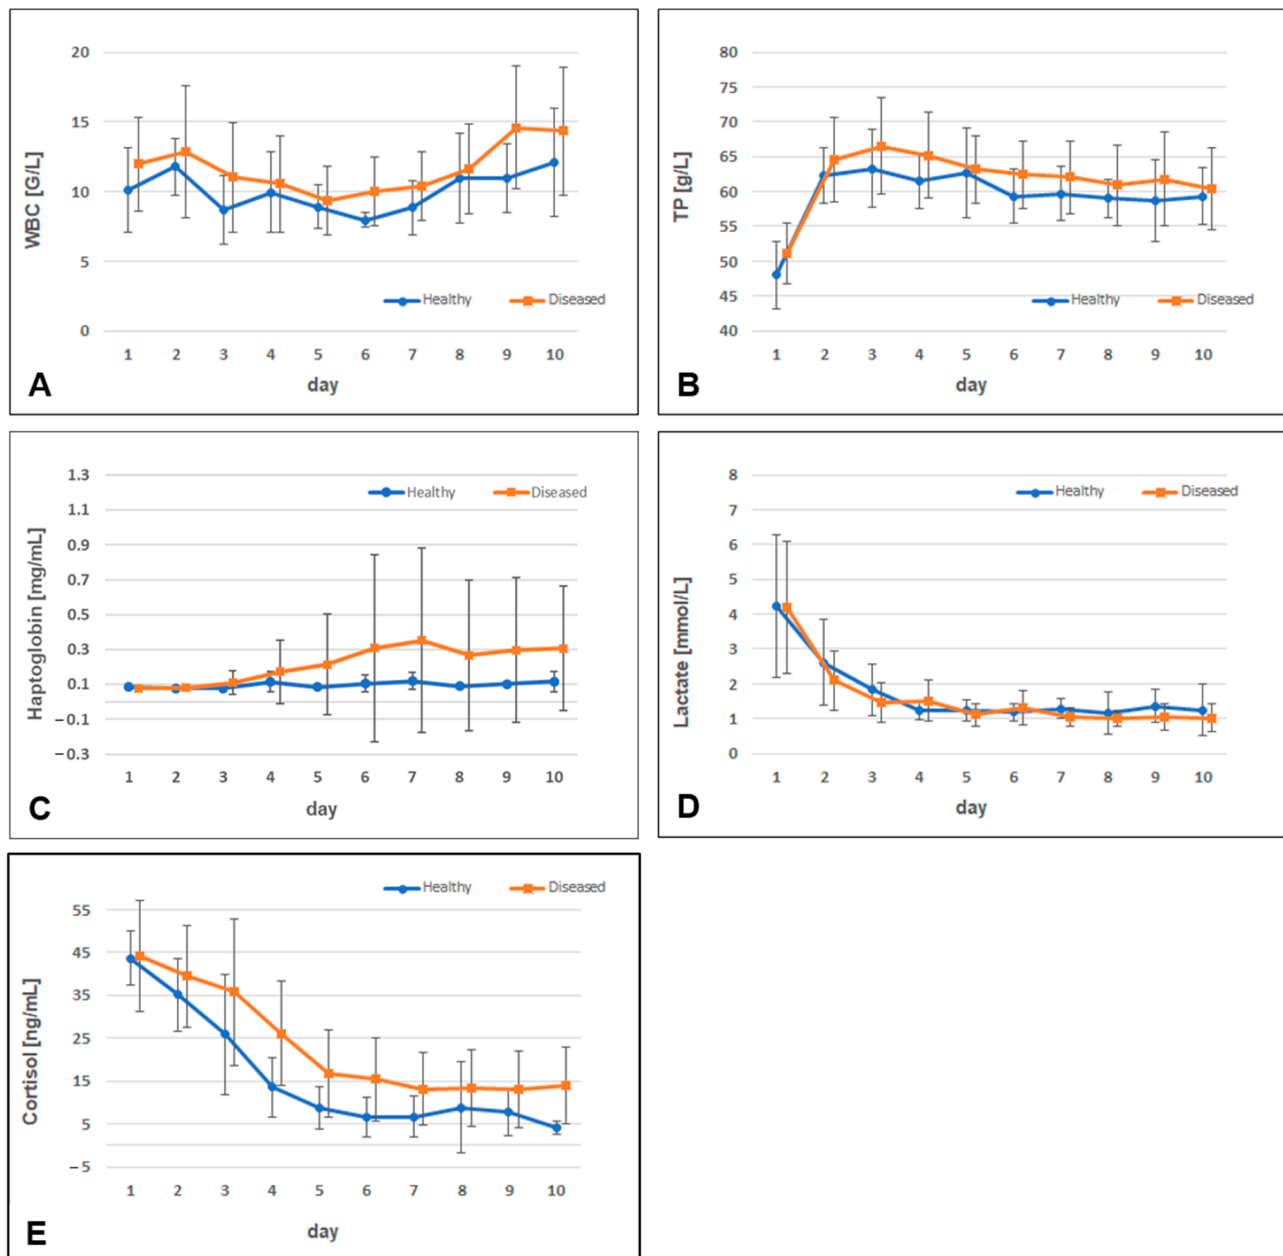 20
15
10
5
0
WBC [G/L]
Healthy Diseased
1 2 3 4 5 6 7 8 9 10
day
A
80
75
70
65
60
55
50
45
40
TP [g/L]
Healthy Diseased
1 2 3 4 5 6 7 8 9 10
day
B
1.3
1.1
0.9
0.7
0.5
0.3
0.1
−0.1
−0.3
Haptoglobin [mg/mL]
Healthy Diseased
1 2 3 4 5 6 7 8 9 10
day
C
8
7
6
5
4
3
2
1
0
Lactate [mmol/L]
Healthy Diseased
1 2 3 4 5 6 7 8 9 10
day
D
Healthy Diseased
55
45
35
25
15
5
−5
Cortisol [ng/mL]
1 2 3 4 5 6 7 8 9 10
day
E